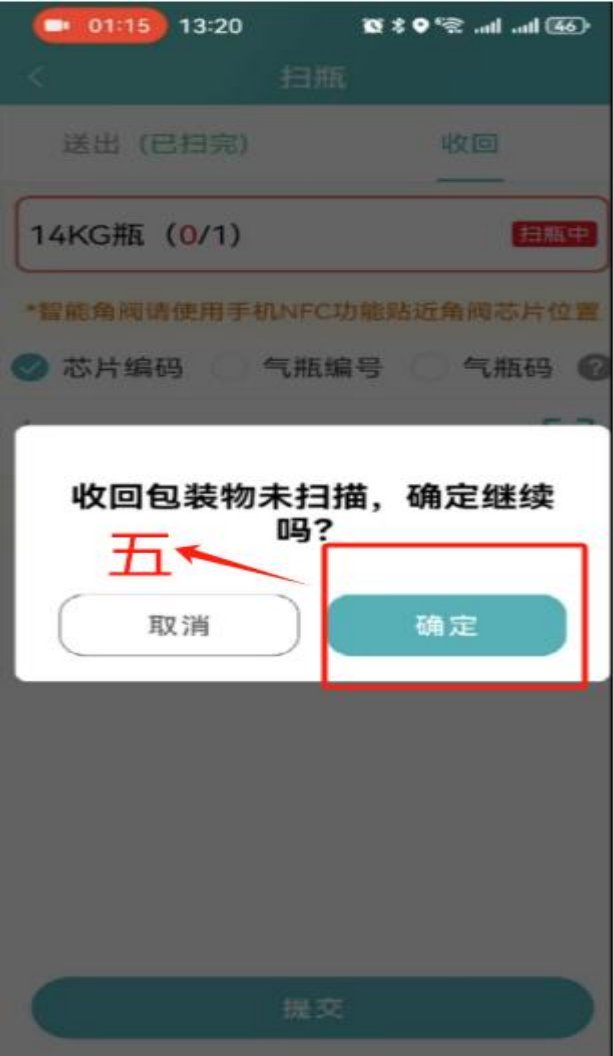 01:15 13:20 46
扫瓶
送出（已扫完） 收回
14KG瓶（0/1） 扫瓶中
*智能角阀请使用手机NFC功能贴近角阀芯片位置
芯片编码 气瓶编号 气瓶码 ?
收回包装物未扫描，确定继续
吗?
五
取消 确定
提交